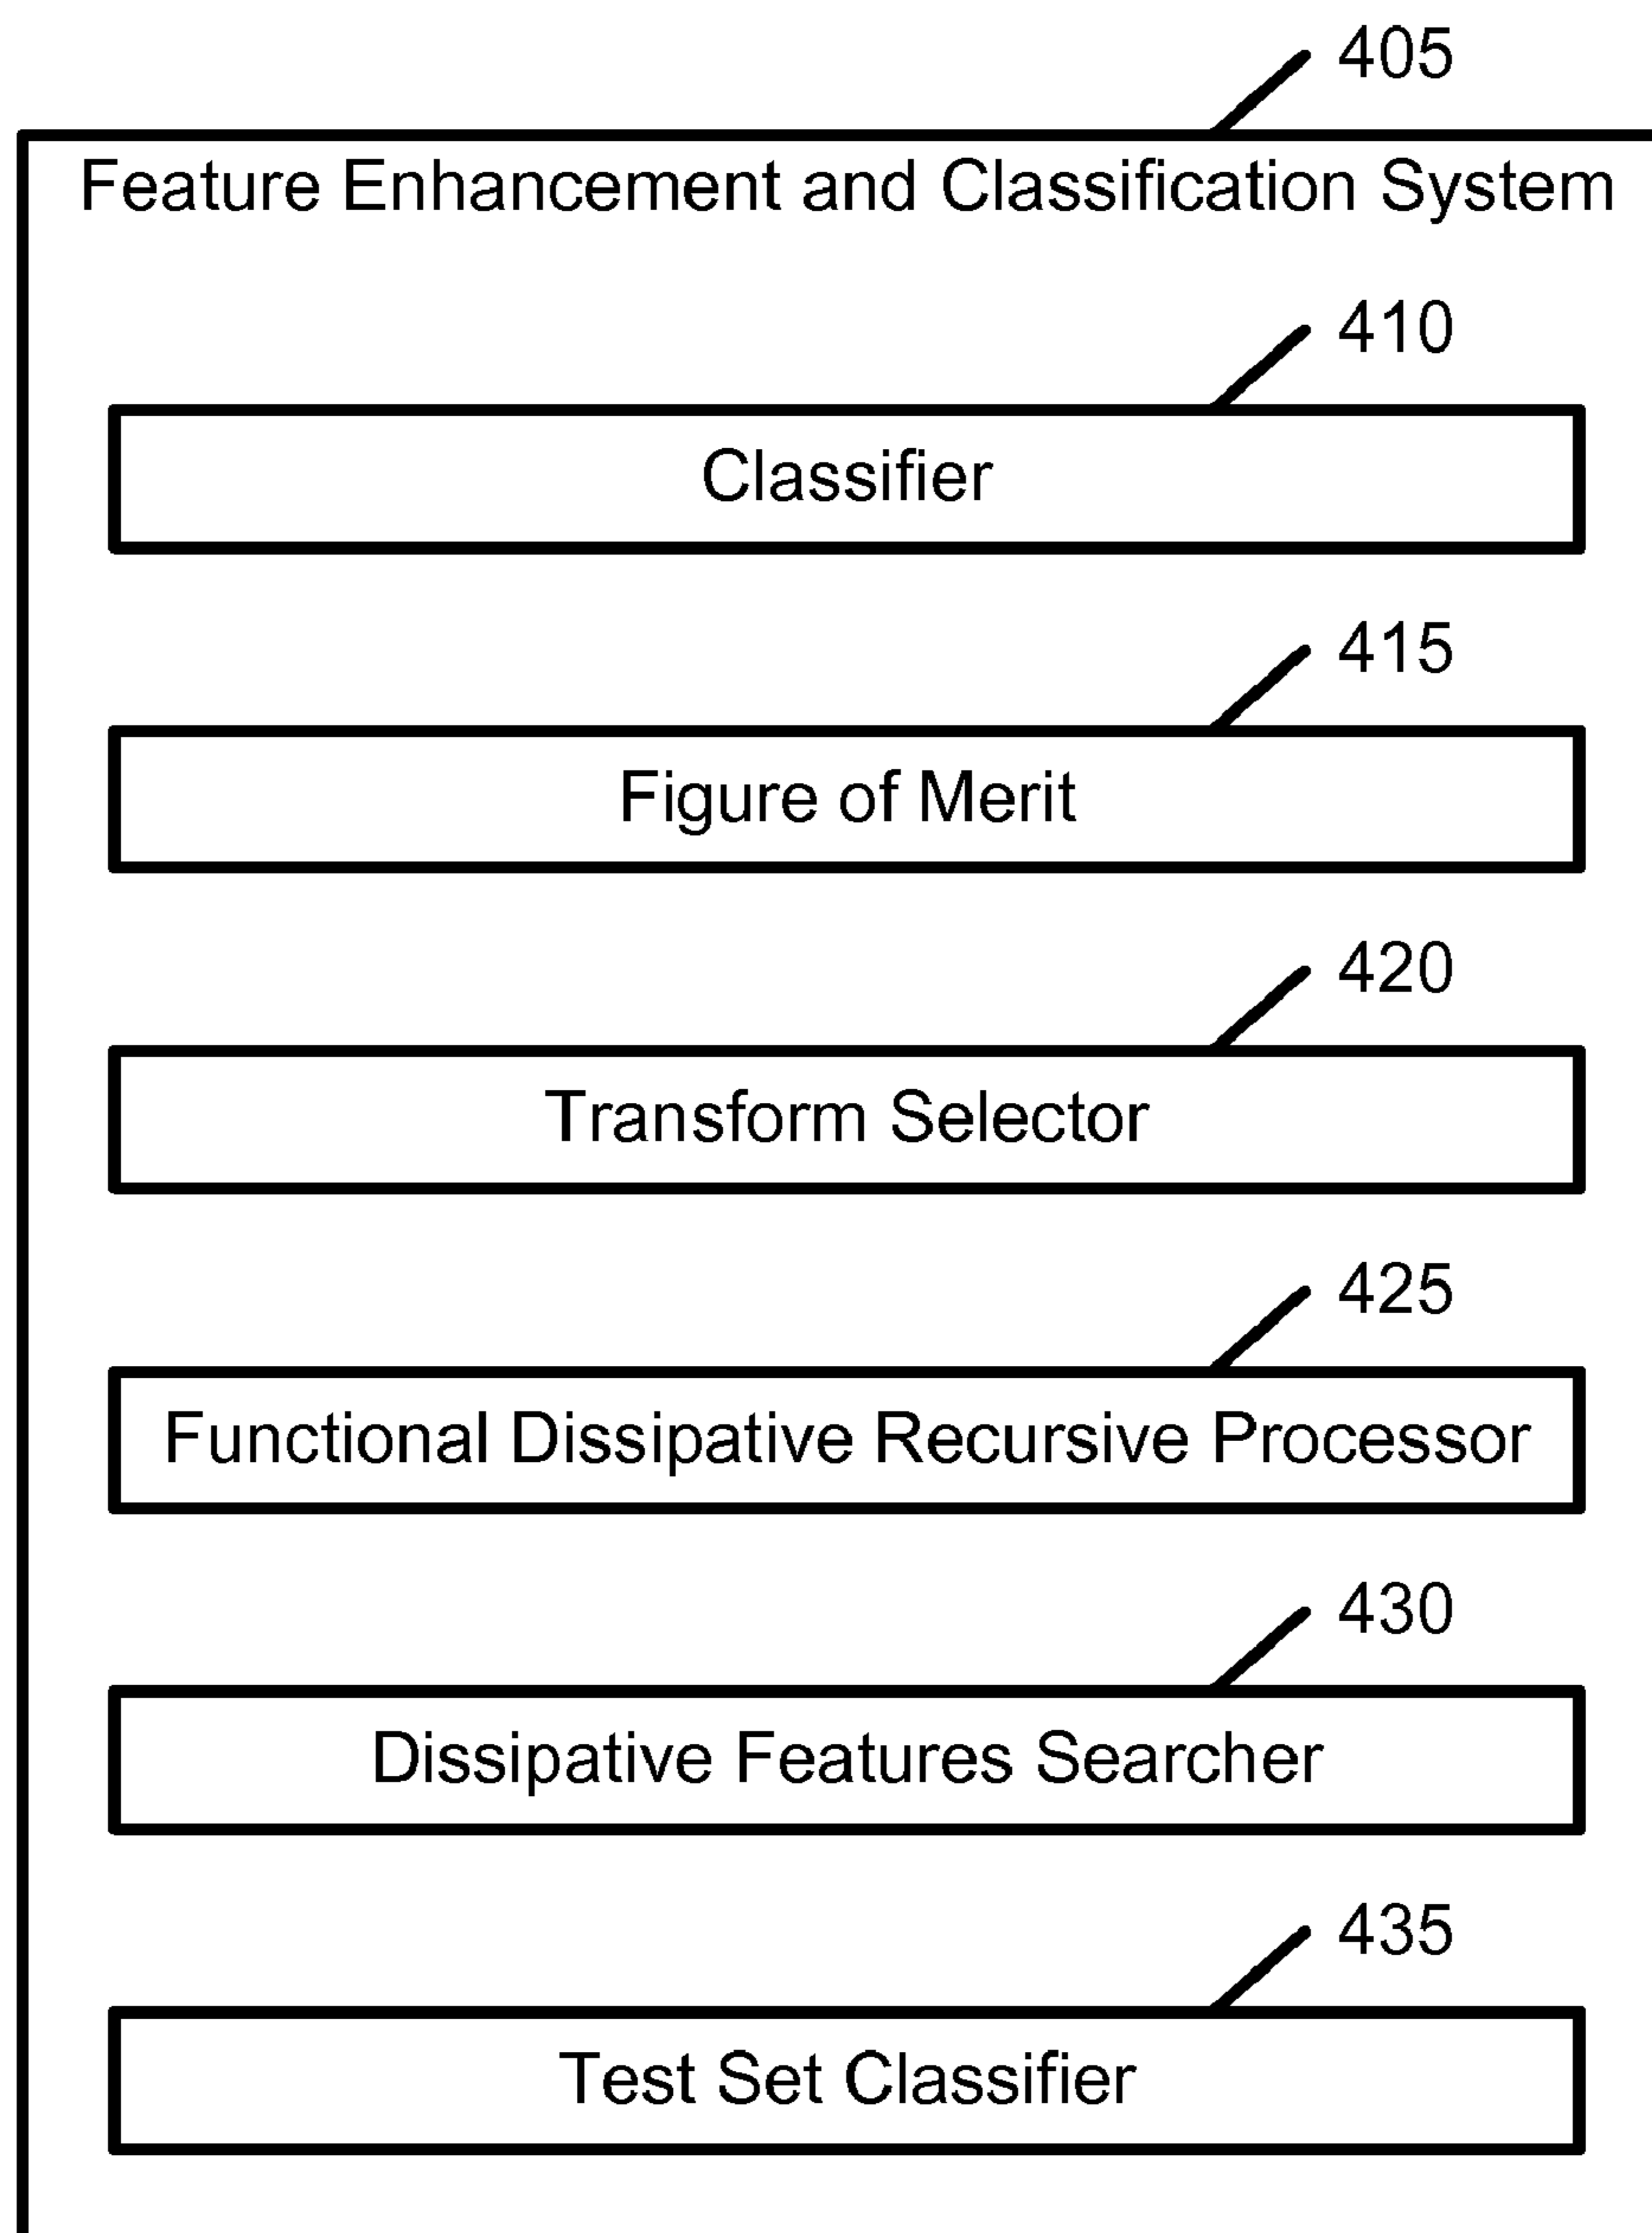 405
Feature Enhancement and Classification System
410
Classifier
415
Figure of Merit
420
Transform Selector
425
Functional Dissipative Recursive Processor
430
Dissipative Features Searcher
435
Test Set Classifier